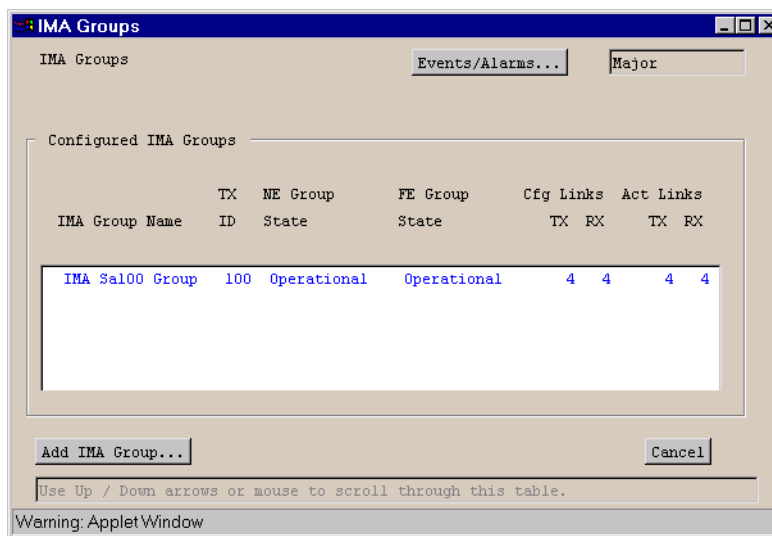 IMA Groups
IMA Groups Events/Alarms... Major
Configured IMA Groups
TX NE Group FE Group Cfg Links Act Links
IMA Group Name ID State State TX RX TX RX
IMA Sal00 Group 100 Operational Operational 4 4 4 4
Add IMA Group... Cancel
Use Up / Down arrows or mouse to scroll through this table.
Warning: Applet Window